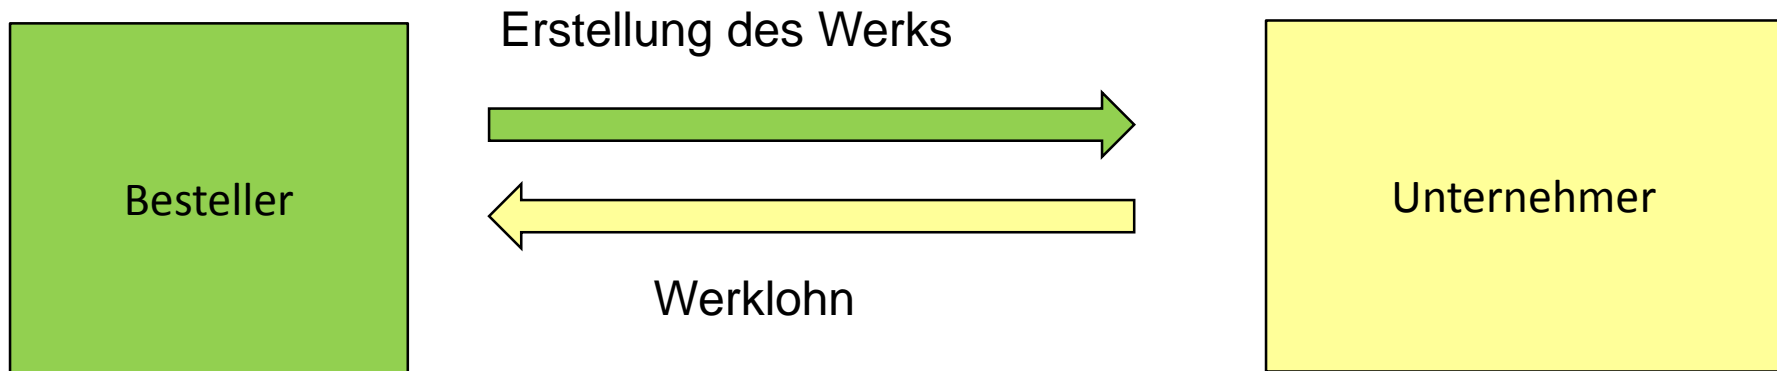 Erstellung des Werks
Besteller
Unternehmer
Werklohn